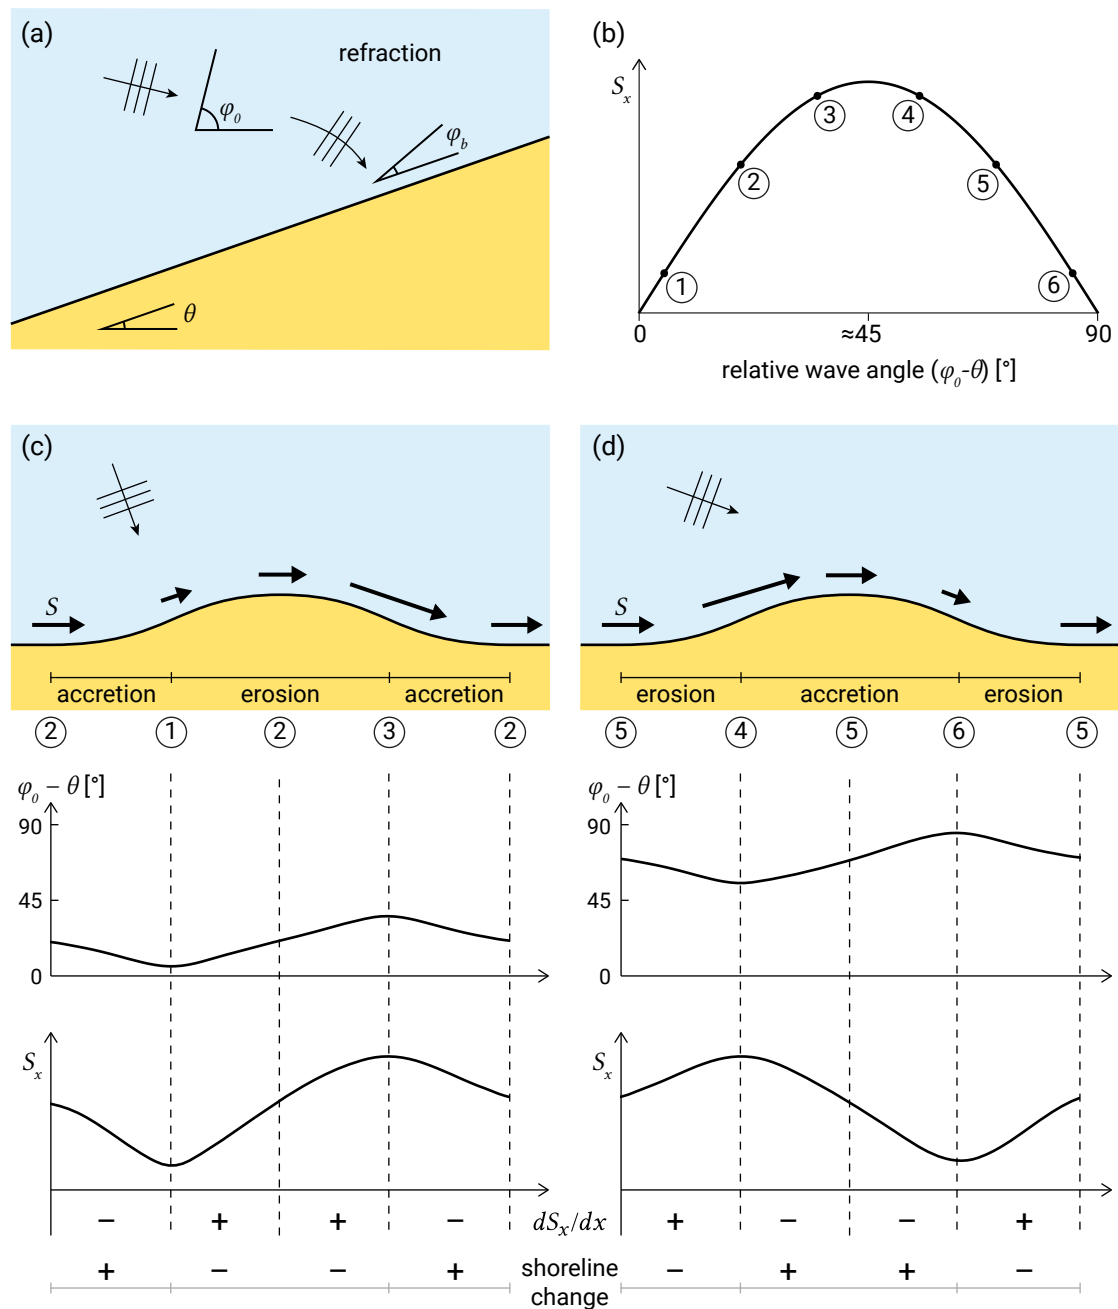 (a)
refraction
φ₀
φ_b
θ
(b)
Sₓ
③ ④
② ⑤
① ⑥
0 ≈45 90
relative wave angle (φ₀-θ) [°]
(c)
S
accretion erosion accretion
② ① ② ③ ②
φ₀ − θ [°]
90
45
0
Sₓ
(d)
S
erosion accretion erosion
⑤ ④ ⑤ ⑥ ⑤
φ₀ − θ [°]
90
45
0
Sₓ
− + + − dSₓ/dx + − − +
+ − − + shoreline change − + + −